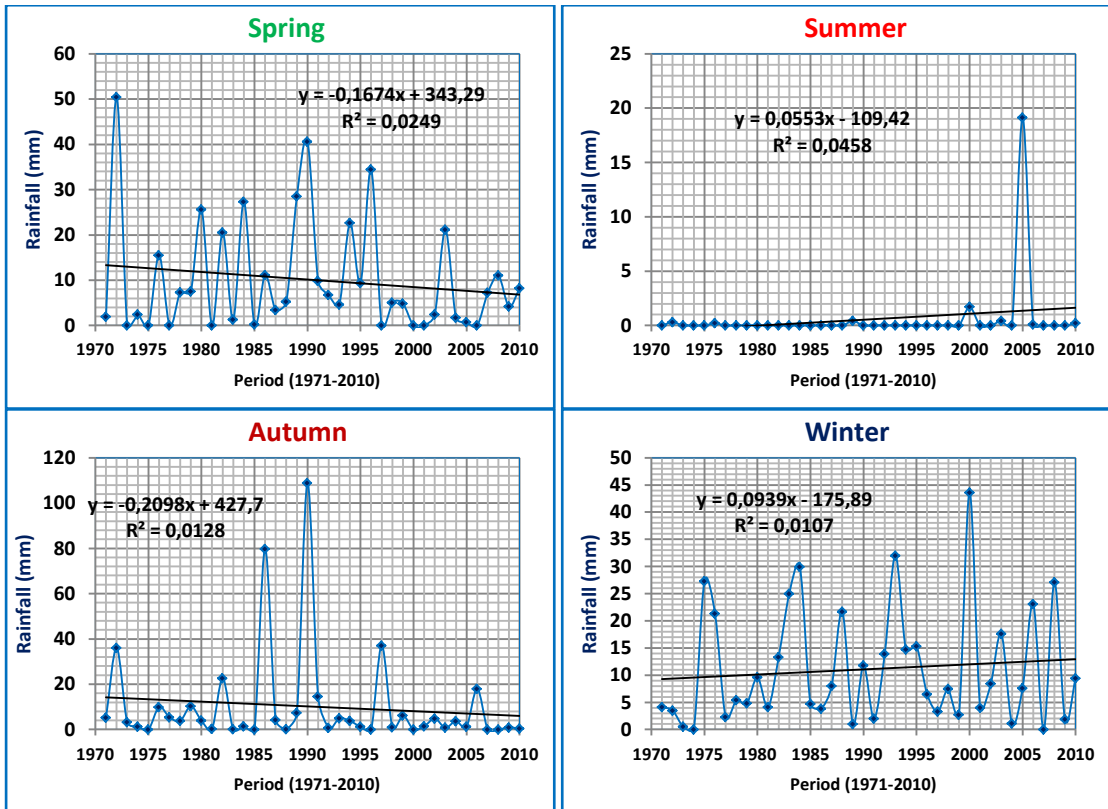 Spring
60
50
40
30
20
10
0
Rainfall (mm)
y = -0,1674x + 343,29
R² = 0,0249
1970 1975 1980 1985 1990 1995 2000 2005 2010
Period (1971-2010)
Summer
25
20
15
10
5
0
Rainfall (mm)
y = 0,0553x - 109,42
R² = 0,0458
1970 1975 1980 1985 1990 1995 2000 2005 2010
Period (1971-2010)
Autumn
120
100
80
60
40
20
0
Rainfall (mm)
y = -0,2098x + 427,7
R² = 0,0128
1970 1975 1980 1985 1990 1995 2000 2005 2010
Period (1971-2010)
Winter
50
45
40
35
30
25
20
15
10
5
0
Rainfall (mm)
y = 0,0939x - 175,89
R² = 0,0107
1970 1975 1980 1985 1990 1995 2000 2005 2010
Period (1971-2010)